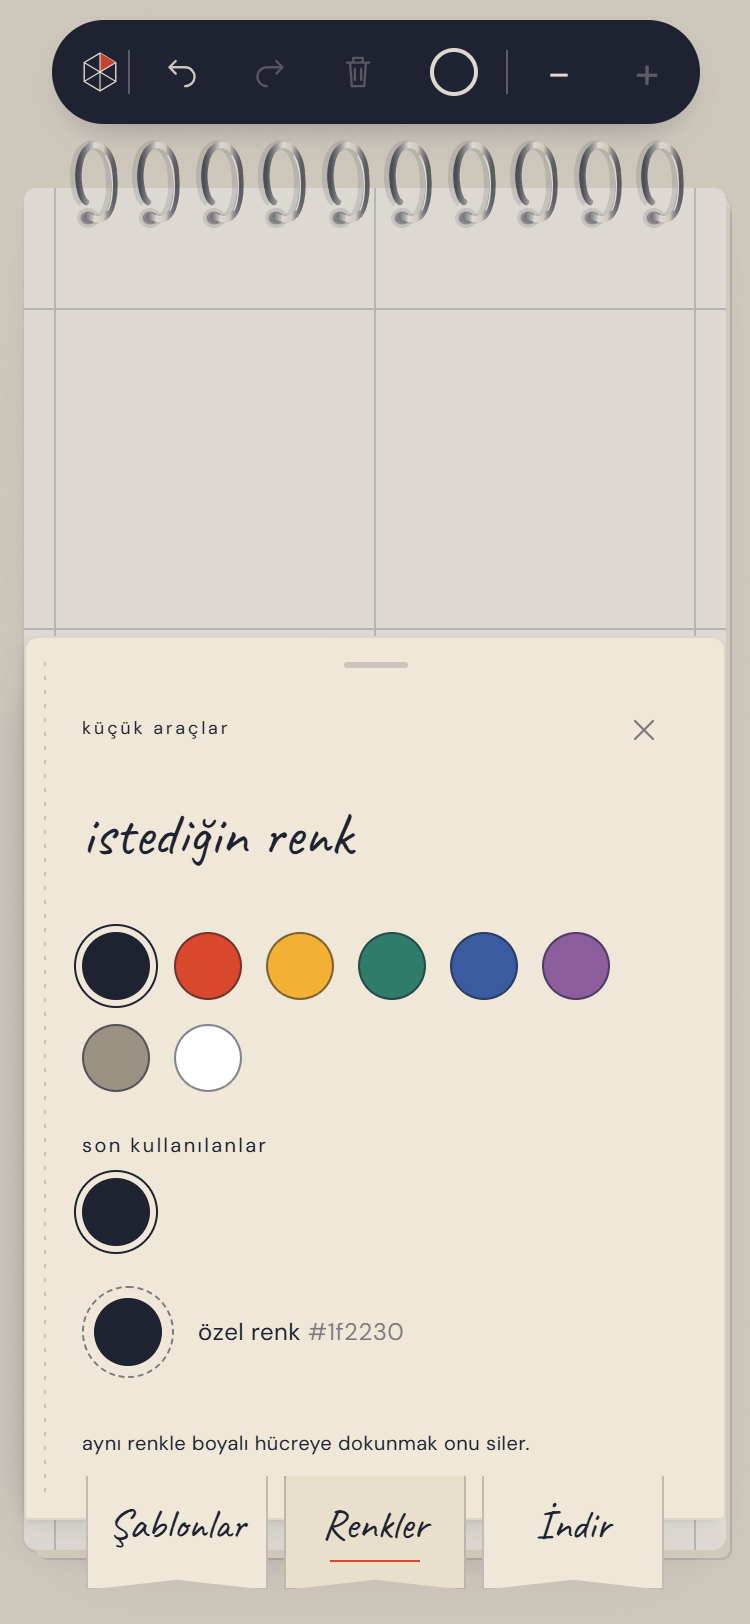 küçük araçlar
istediğin renk
son kullanılanlar
özel renk #1f2230
aynı renkle boyalı hücreye dokunmak onu siler.
Şablonlar
Renkler
İndir